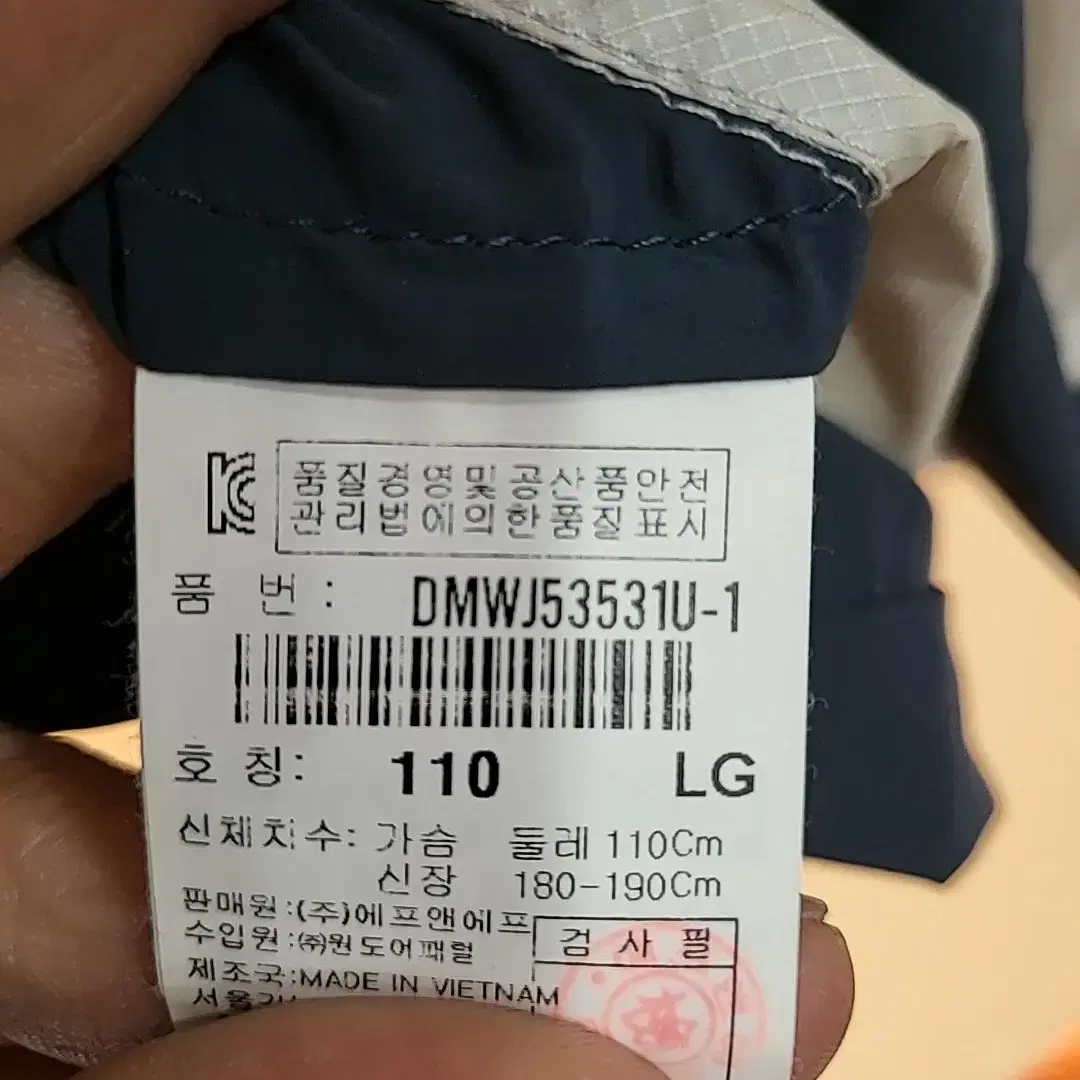 품질경영및공산품안전
관리법에의한품질표시
품 번 : DMWJ53531U-1
호 칭: 110 LG
신체치수: 가슴 둘레 110Cm
신장 180-190Cm
판매원:(주)에프앤에프
수입원:㈜원도어패럴
검 사 필
제조국:MADE IN VIETNAM